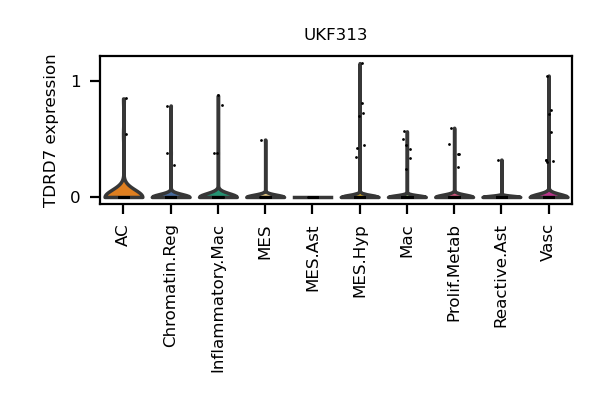 UKF313
TDRD7 expression
1
0
AC
Chromatin.Reg
Inflammatory.Mac
MES
MES.Ast
MES.Hyp
Mac
Prolif.Metab
Reactive.Ast
Vasc